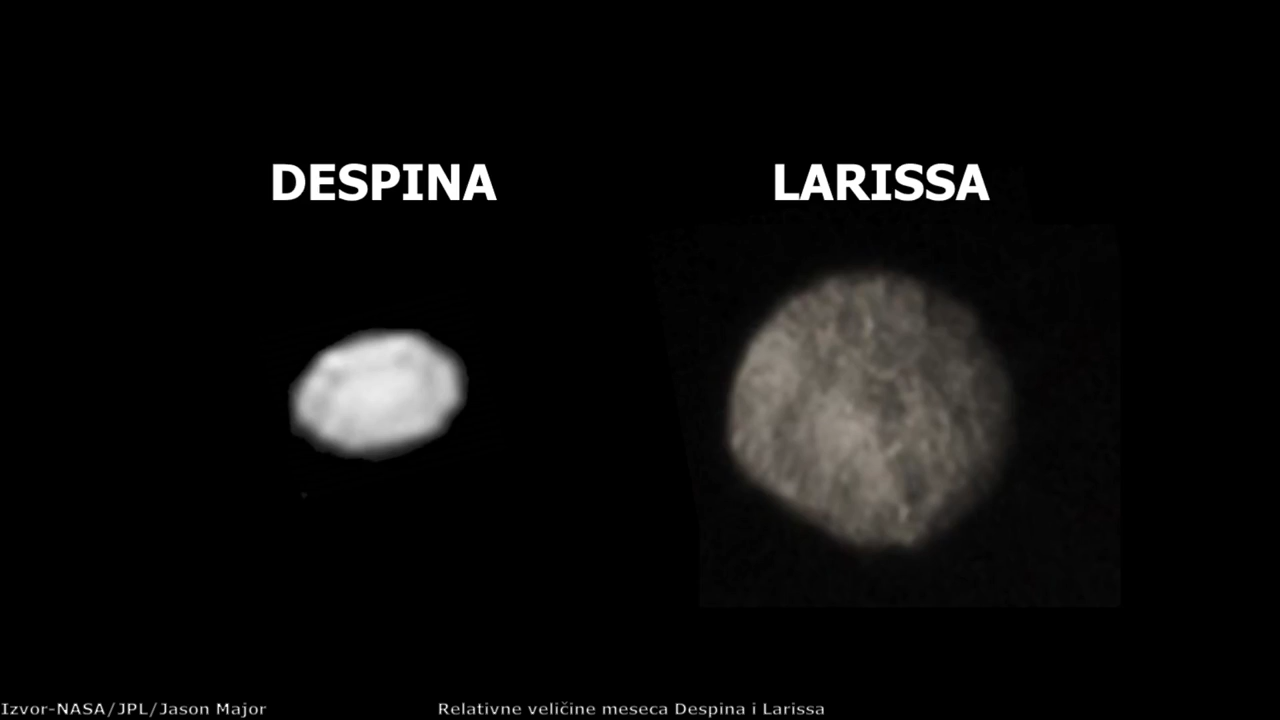 DESPINA
LARISSA
Izvor-NASA/JPL/Jason Major
Relativne veličine meseca Despina i Larissa